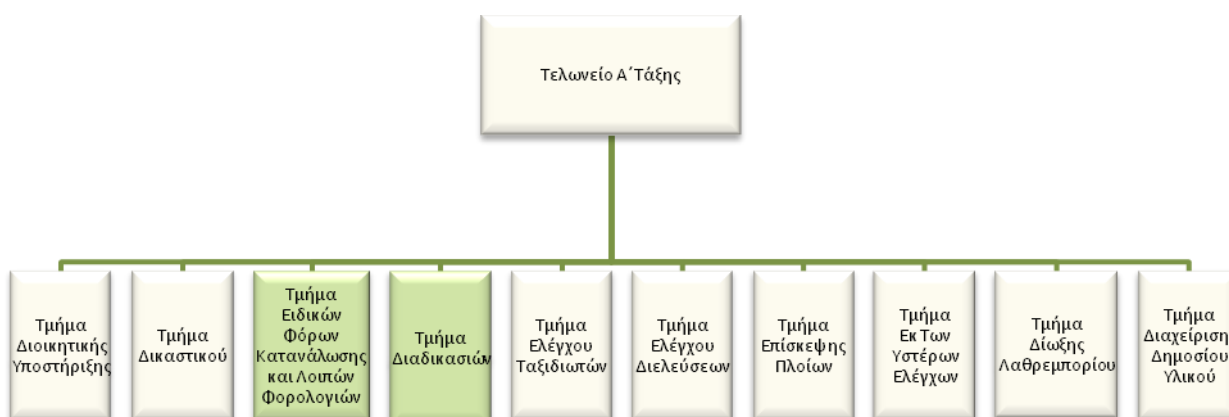 Τελωνείο Α΄Τάξης
Τμήμα
Διοικητικής
Υποστήριξης
Τμήμα
Δικαστικού
Τμήμα
Ειδικών
Φόρων
Κατανάλωσης
και Λοιπών
Φορολογιών
Τμήμα
Διαδικασιών
Τμήμα
Ελέγχου
Ταξιδιωτών
Τμήμα
Ελέγχου
Διελεύσεων
Τμήμα
Επίσκεψης
Πλοίων
Τμήμα
Εκ Των
Υστέρων
Ελέγχων
Τμήμα
Δίωξης
Λαθρεμπορίου
Τμήμα
Διαχείριση
Δημοσίου
Υλικού